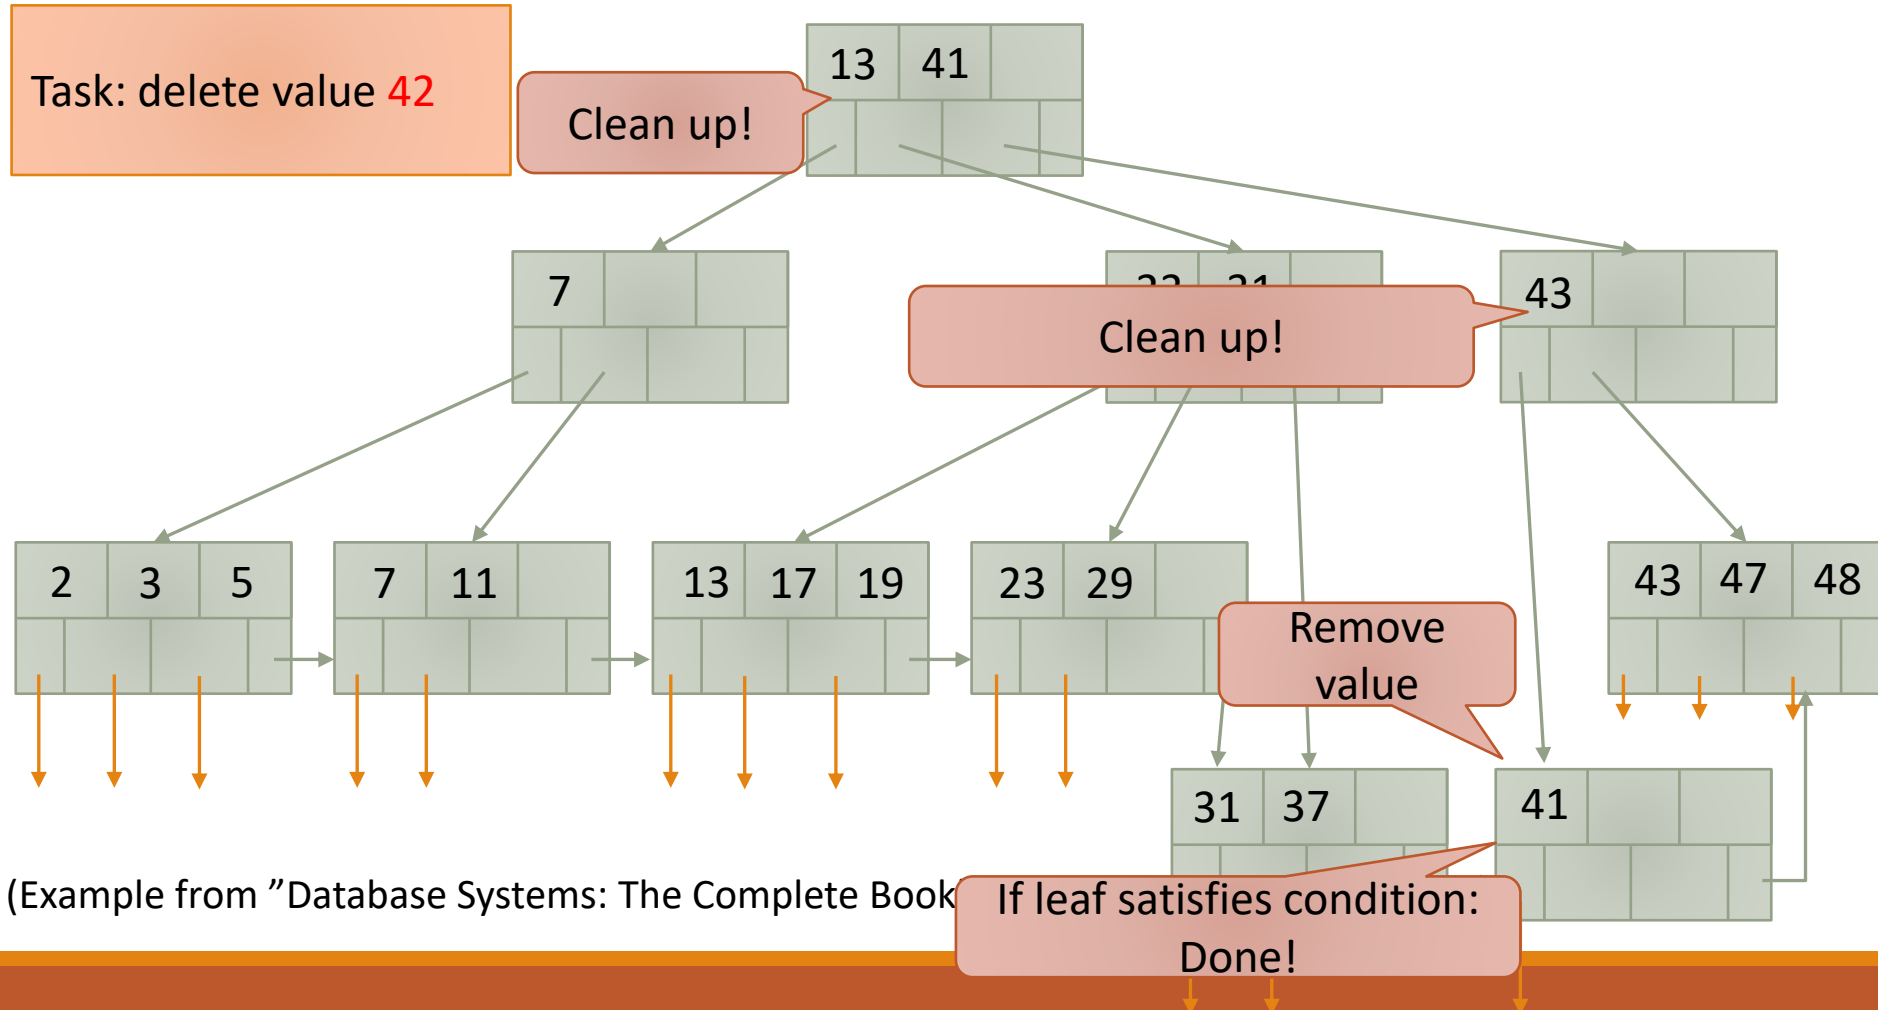 Task: delete value 42
13 41
Clean up!
7
43
Clean up!
2 3 5
7 11
13 17 19
23 29
43 47 48
Remove
value
31 37
41
(Example from ”Database Systems: The Complete Book
If leaf satisfies condition:
Done!